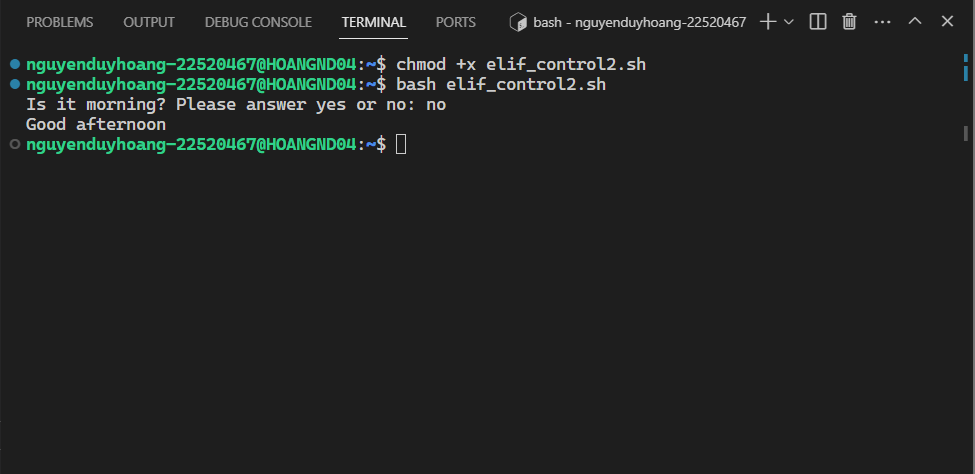 PROBLEMS OUTPUT DEBUG CONSOLE TERMINAL PORTS bash - nguyenduyhoang-22520467
nguyenduyhoang-22520467@HOANGND04:~$ chmod +x elif_control2.sh
nguyenduyhoang-22520467@HOANGND04:~$ bash elif_control2.sh
Is it morning? Please answer yes or no: no
Good afternoon
nguyenduyhoang-22520467@HOANGND04:~$